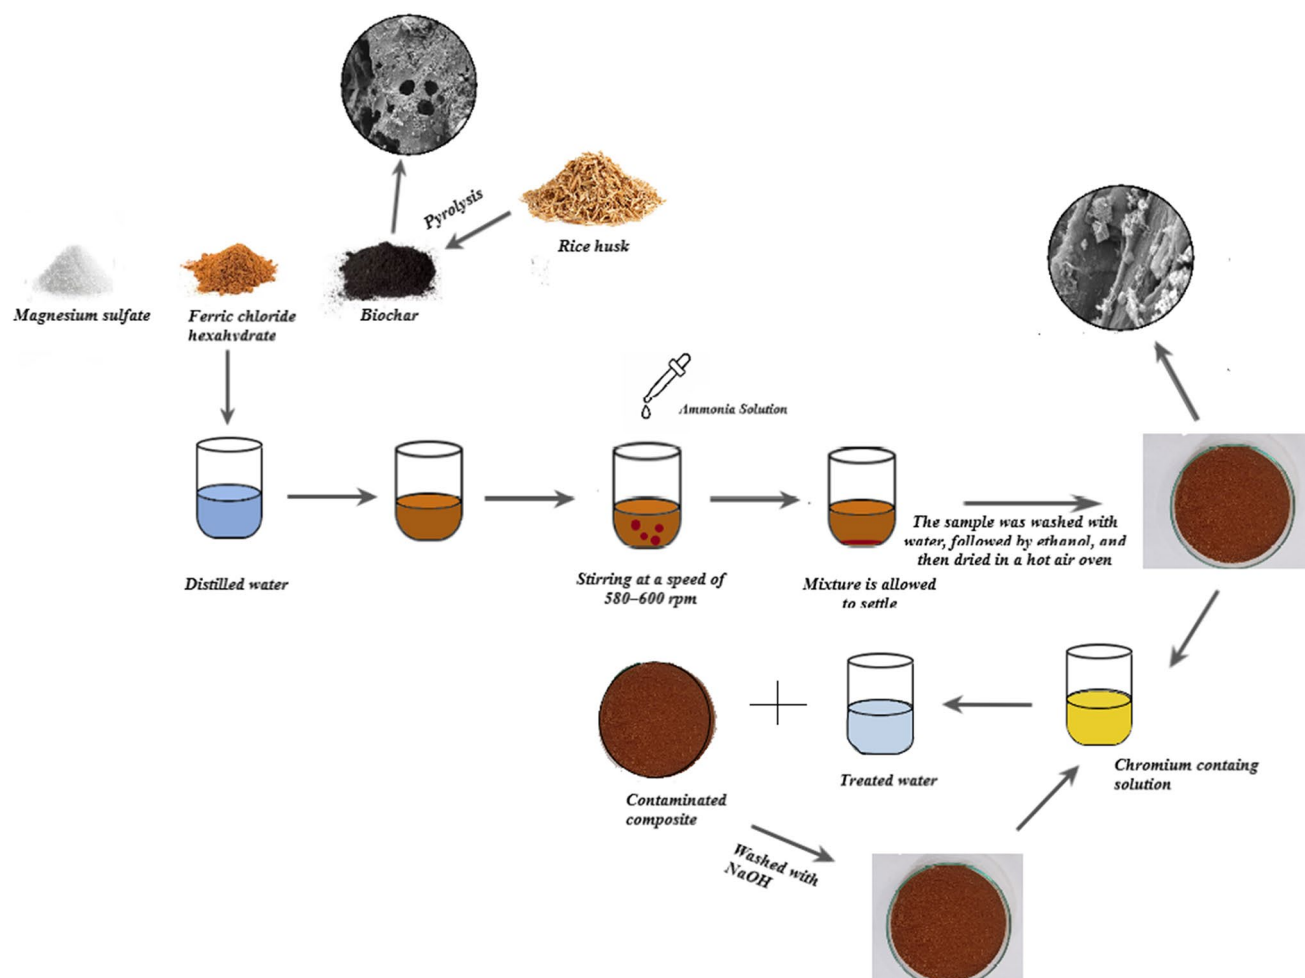 Pyrolysis
Rice husk
Magnesium sulfate
Ferric chloride
hexahydrate
Biochar
Ammonia Solution
Distilled water
Stirring at a speed of
580–600 rpm
Mixture is allowed
to settle
The sample was washed with
water, followed by ethanol, and
then dried in a hot air oven
Contaminated
composite
Treated water
Chromium containg
solution
Washed with
NaOH